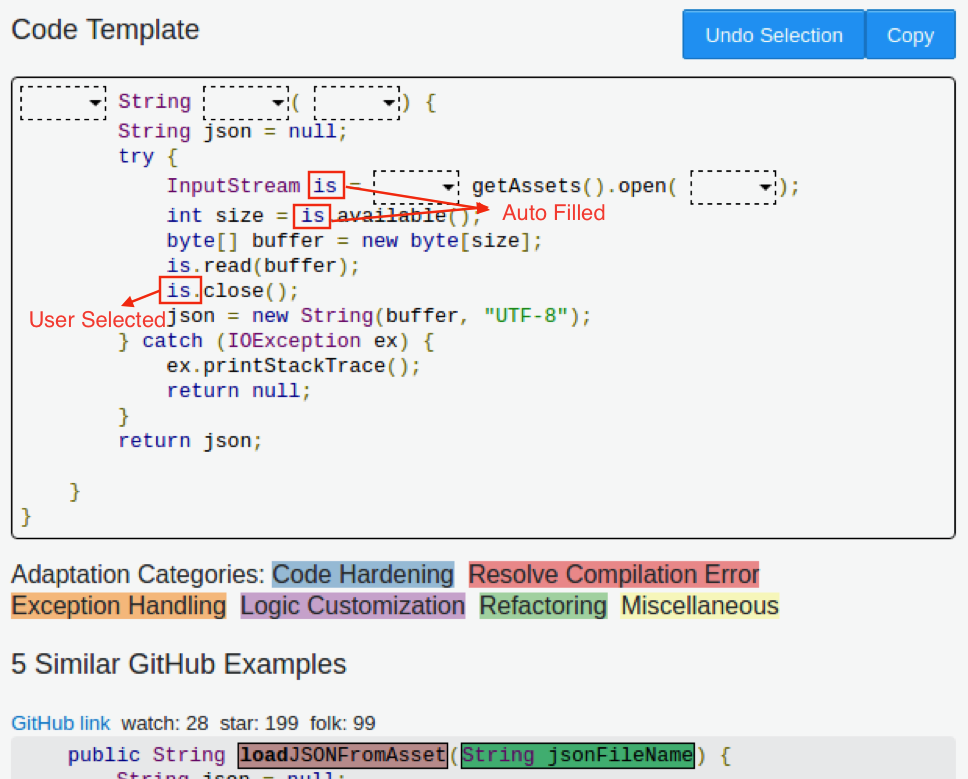 Code Template
Undo Selection Copy
String ( ) {
String json = null;
try {
InputStream is = getAssets().open( );
int size = is.available();
Auto Filled
byte[] buffer = new byte[size];
is.read(buffer);
is.close();
User Selected
json = new String(buffer, "UTF-8");
} catch (IOException ex) {
ex.printStackTrace();
return null;
}
return json;
}
}
Adaptation Categories: Code Hardening Resolve Compilation Error
Exception Handling Logic Customization Refactoring Miscellaneous
5 Similar GitHub Examples
GitHub link watch: 28 star: 199 folk: 99
public String loadJSONFromAsset(String jsonFileName) {
String json = null;